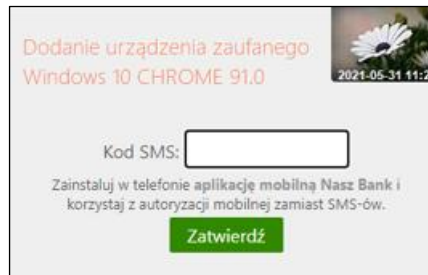 Dodanie urządzenia zaufanego
Windows 10 CHROME 91.0
2021-05-31 11:2
Kod SMS:
Zainstaluj w telefonie aplikację mobilną Nasz Bank i
korzystaj z autoryzacji mobilnej zamiast SMS-ów.
Zatwierdź